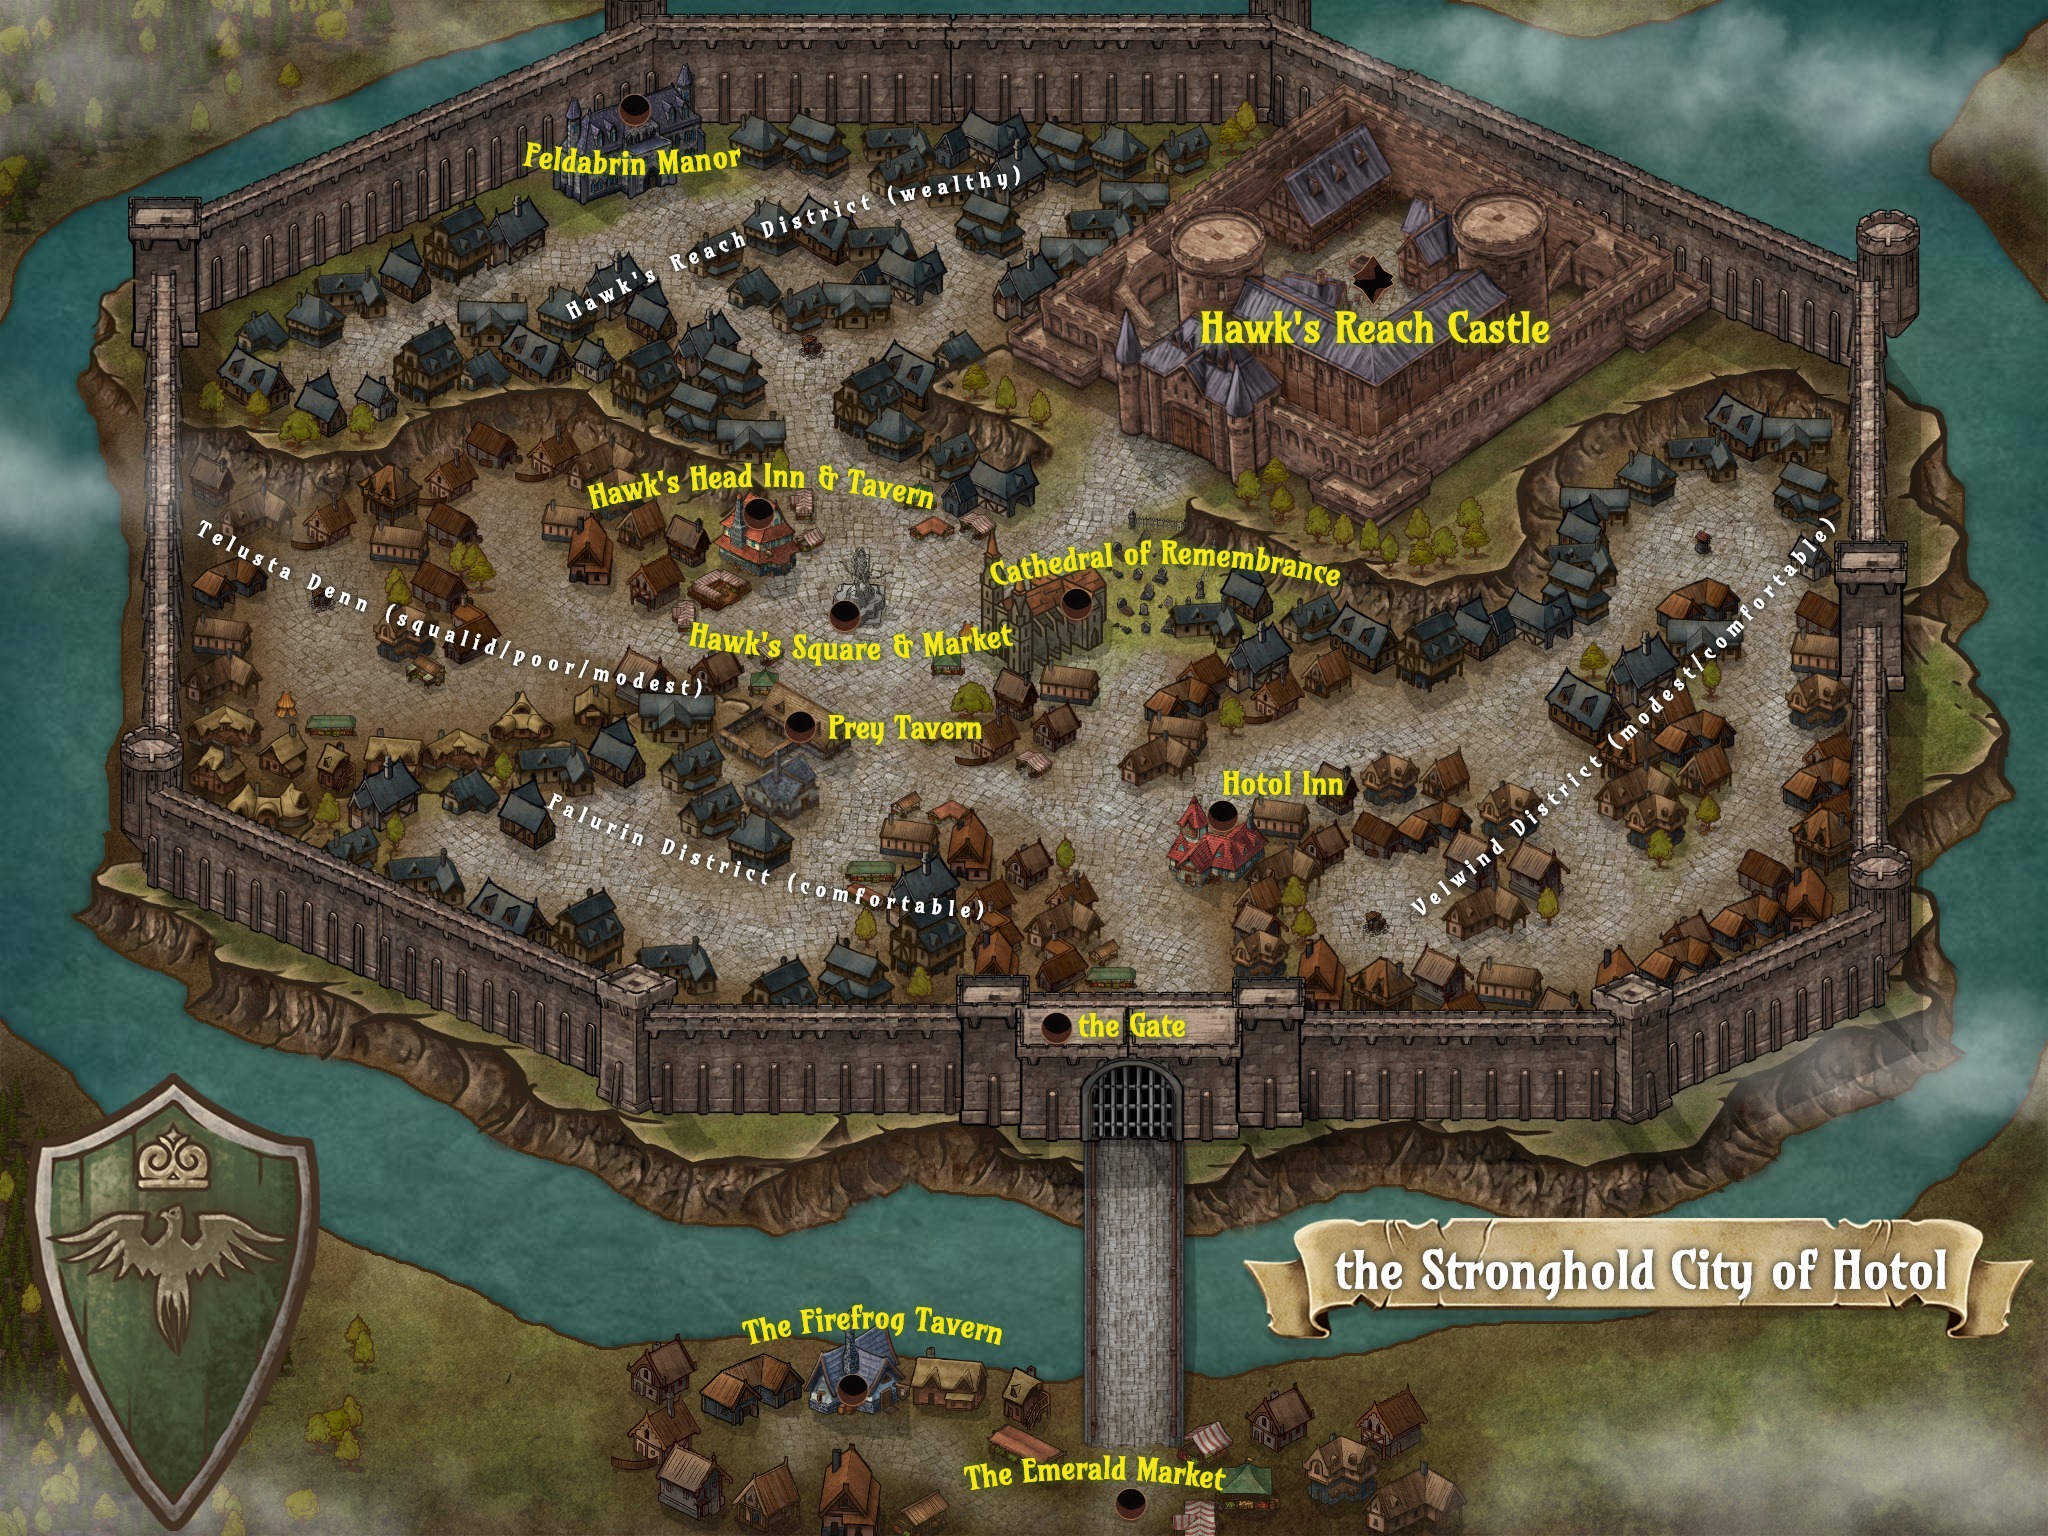 Feldabrin Manor
Hawk's Reach District (wealthy)
Hawk's Reach Castle
Hawk's Head Inn & Tavern
Telusta Denn (squalid/poor/modest)
Cathedral of Remembrance
Hawk's Square & Market
Prey Tavern
Hotol Inn
Velwind District (modest/comfortable)
Falurin District (comfortable)
the Gate
the Stronghold City of Hotol
The Firefrog Tavern
The Emerald Market